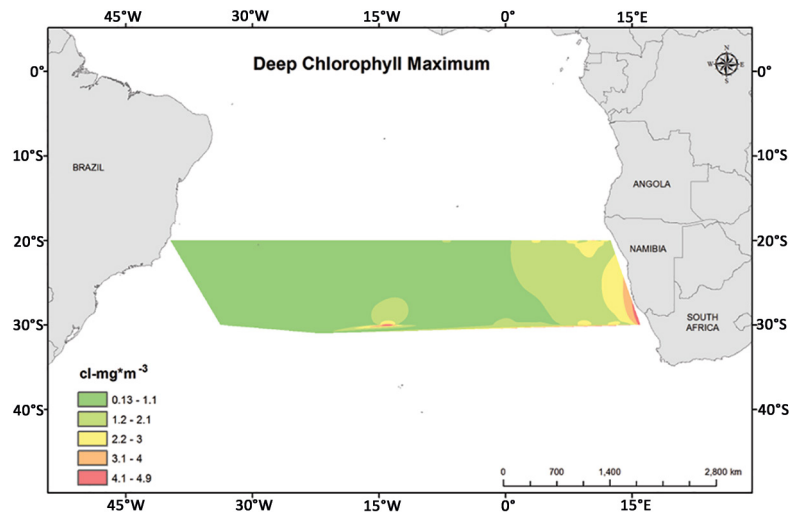 45°W 30°W 15°W 0° 15°E
Deep Chlorophyll Maximum
N
W E
S
0° 0°
BRAZIL
10°S 10°S
ANGOLA
20°S 20°S
NAMIBIA
30°S 30°S
SOUTH
AFRICA
cl-mg*m-3
0.13 - 1.1
1.2 - 2.1
2.2 - 3
3.1 - 4
4.1 - 4.9
40°S 40°S
0 700 1,400 2,800 km
45°W 30°W 15°W 0° 15°E